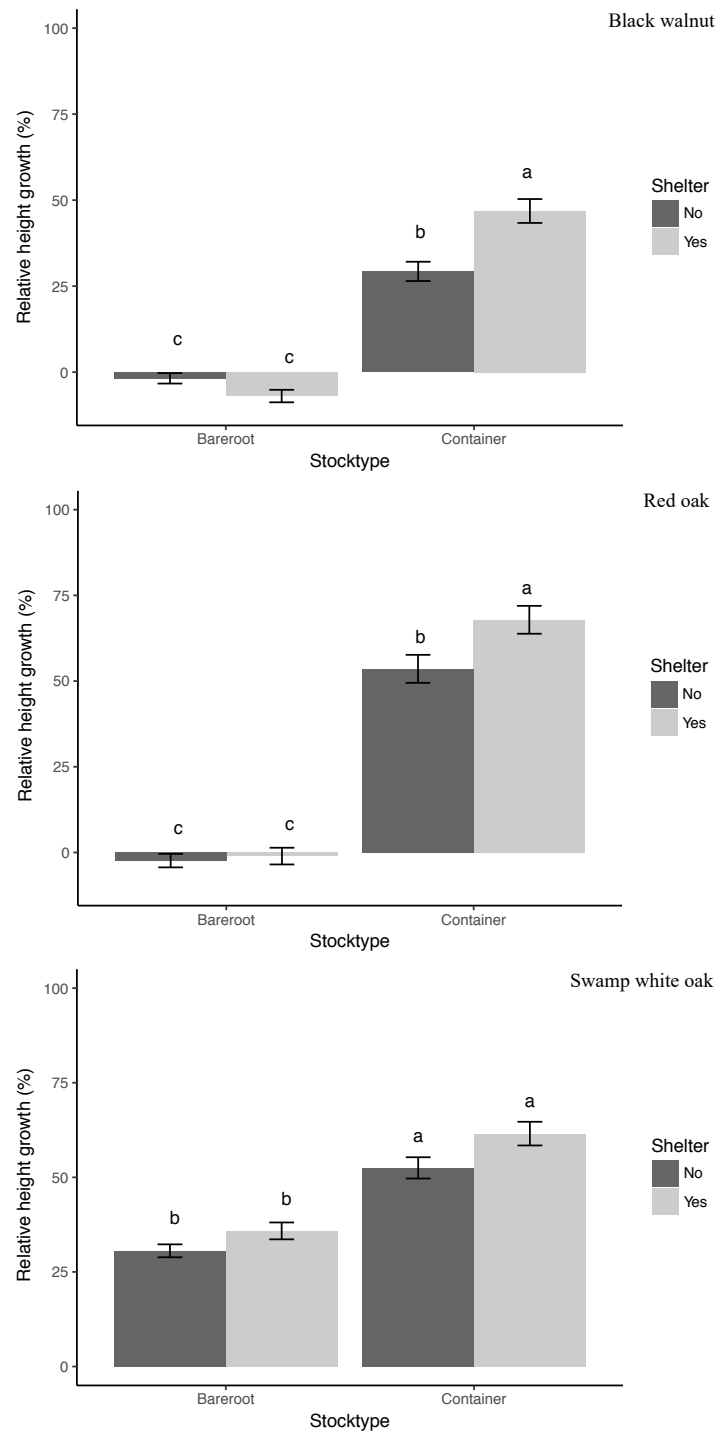 Black walnut
100
75
50
25
0
Relative height growth (%)
c
c
b
a
Shelter
No
Yes
Bareroot
Container
Stocktype
Red oak
100
75
50
25
0
Relative height growth (%)
c
c
b
a
Shelter
No
Yes
Bareroot
Container
Stocktype
Swamp white oak
100
75
50
25
0
Relative height growth (%)
b
b
a
a
Shelter
No
Yes
Bareroot
Container
Stocktype